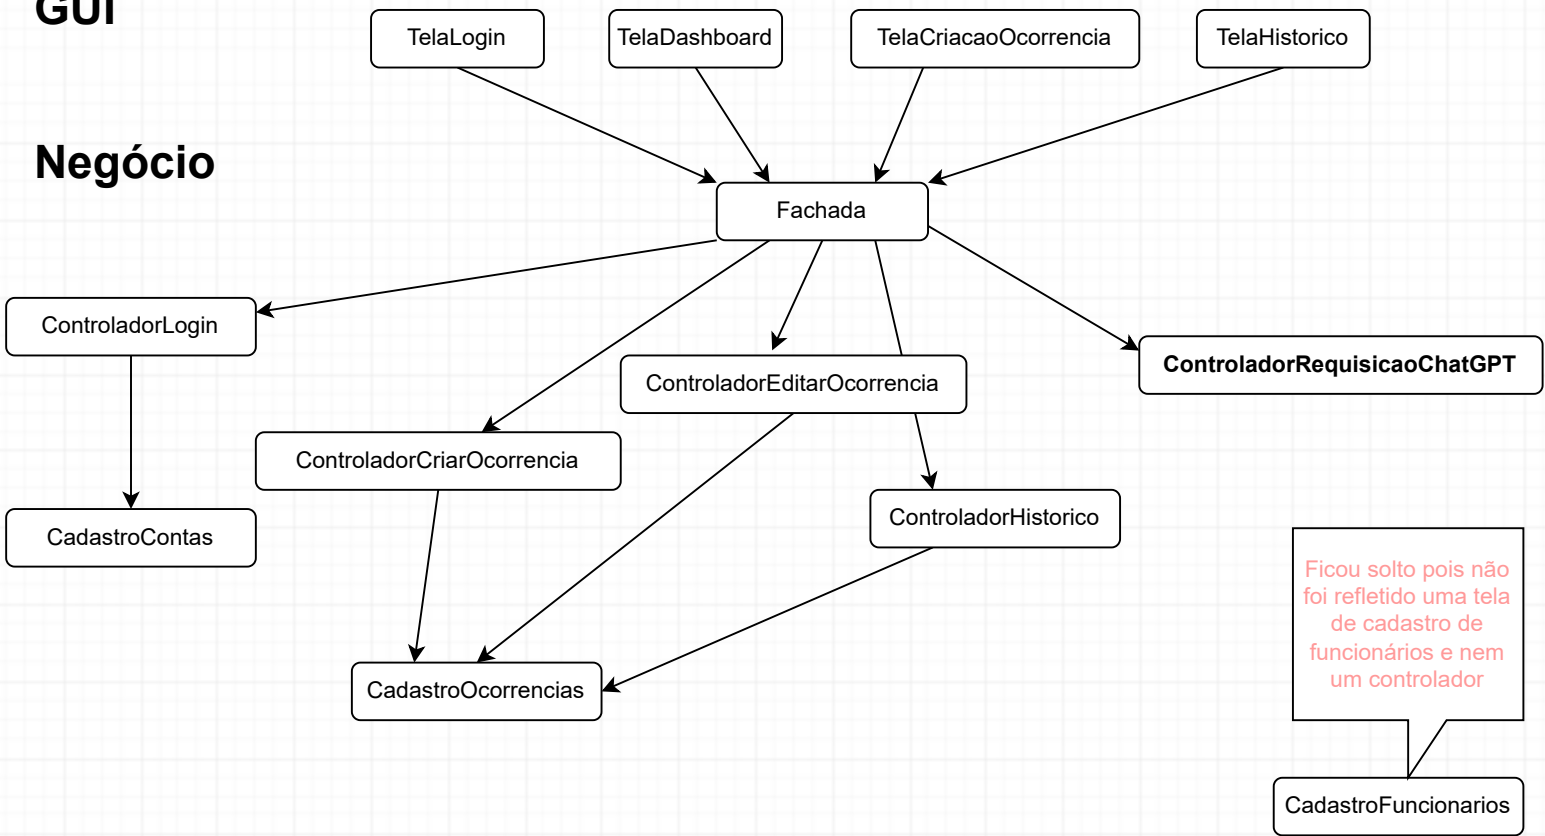 GUI
TelaLogin
TelaDashboard
TelaCriacaoOcorrencia
TelaHistorico
Negócio
Fachada
ControladorLogin
ControladorEditarOcorrencia
ControladorRequisicaoChatGPT
ControladorCriarOcorrencia
ControladorHistorico
CadastroContas
Ficou solto pois não
foi refletido uma tela
de cadastro de
funcionários e nem
um controlador
CadastroOcorrencias
CadastroFuncionarios